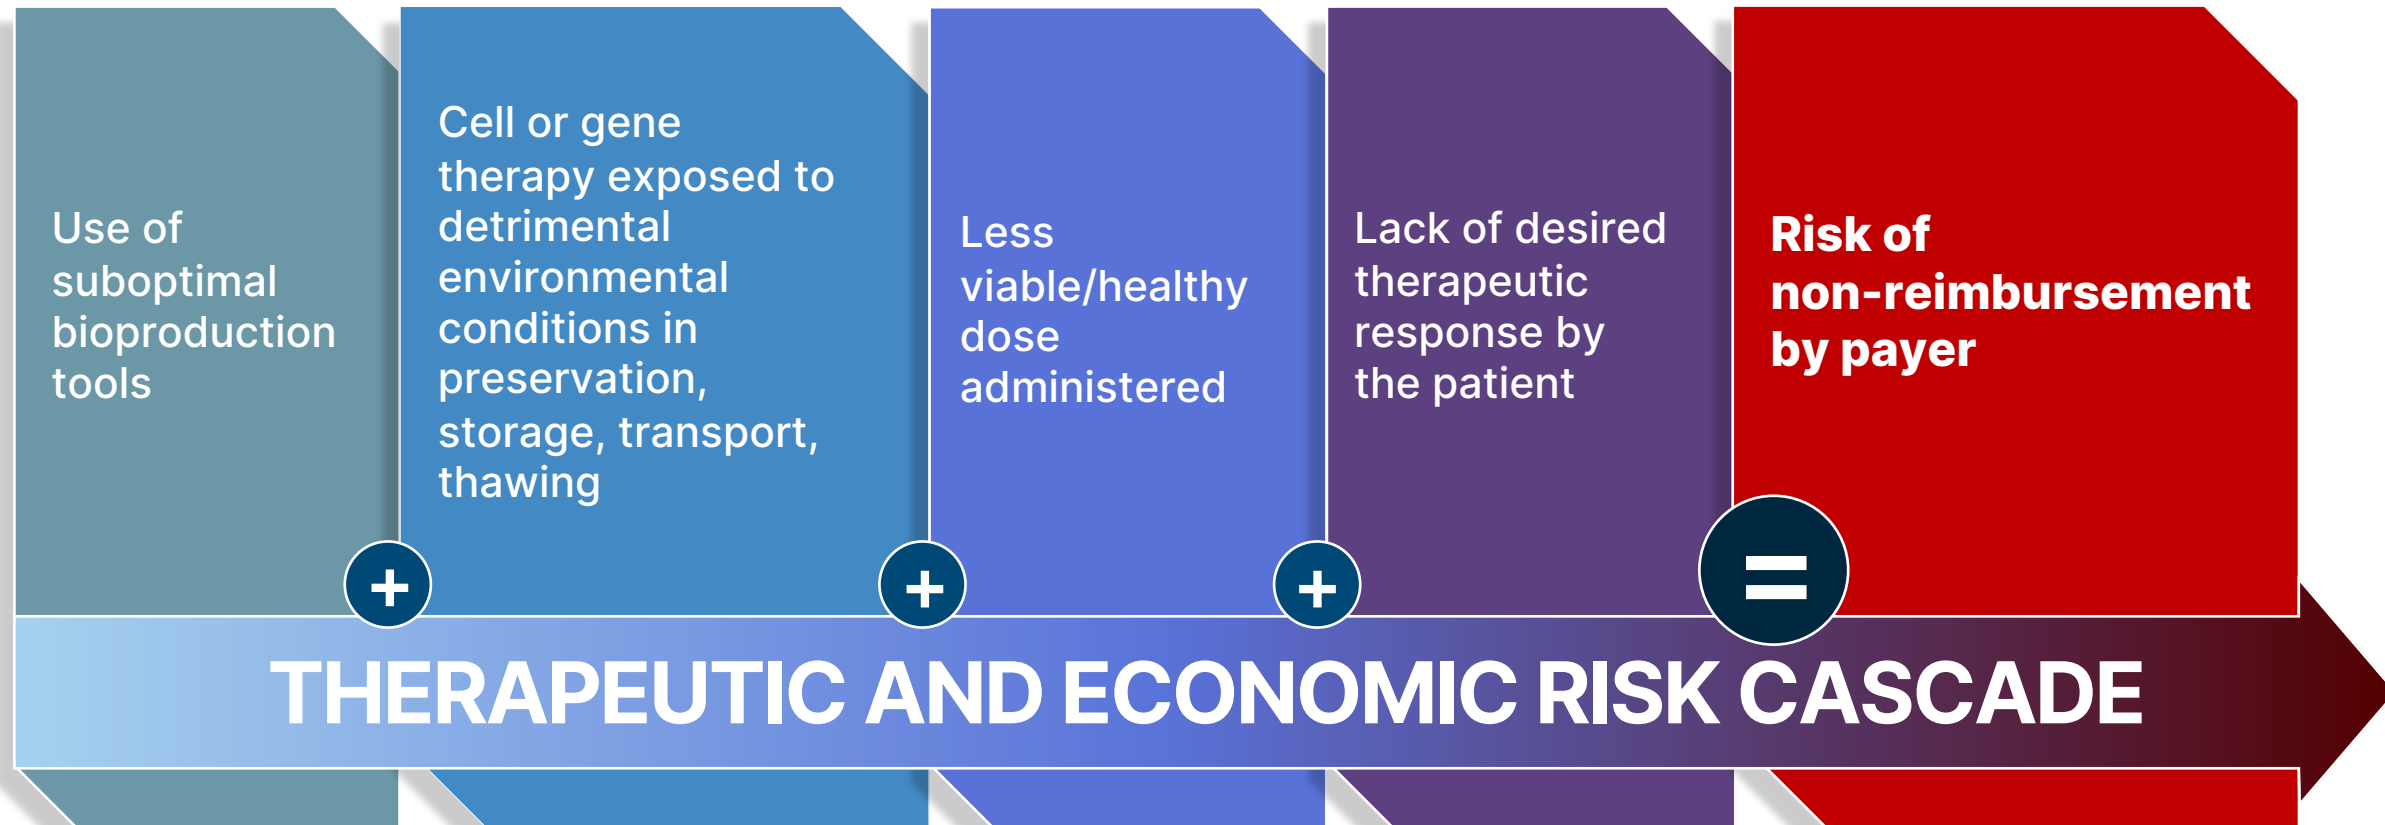 Use of
suboptimal
bioproduction
tools
Cell or gene
therapy exposed to
detrimental
environmental
conditions in
preservation,
storage, transport,
thawing
Less
viable/healthy
dose
administered
Lack of desired
therapeutic
response by
the patient
Risk of
non-reimbursement
by payer
+
+
+
=
THERAPEUTIC AND ECONOMIC RISK CASCADE